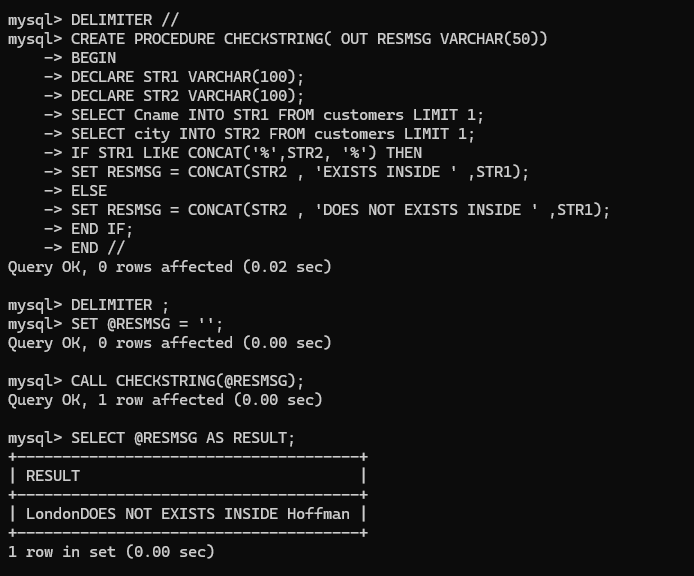 mysql> DELIMITER //
mysql> CREATE PROCEDURE CHECKSTRING( OUT RESMSG VARCHAR(50))
    -> BEGIN
    -> DECLARE STR1 VARCHAR(100);
    -> DECLARE STR2 VARCHAR(100);
    -> SELECT Cname INTO STR1 FROM customers LIMIT 1;
    -> SELECT city INTO STR2 FROM customers LIMIT 1;
    -> IF STR1 LIKE CONCAT('%',STR2, '%') THEN
    -> SET RESMSG = CONCAT(STR2 , 'EXISTS INSIDE ' ,STR1);
    -> ELSE
    -> SET RESMSG = CONCAT(STR2 , 'DOES NOT EXISTS INSIDE ' ,STR1);
    -> END IF;
    -> END //
Query OK, 0 rows affected (0.02 sec)

mysql> DELIMITER ;
mysql> SET @RESMSG = '';
Query OK, 0 rows affected (0.00 sec)

mysql> CALL CHECKSTRING(@RESMSG);
Query OK, 1 row affected (0.00 sec)

mysql> SELECT @RESMSG AS RESULT;
+--------------------------------------+
| RESULT                               |
+--------------------------------------+
| LondonDOES NOT EXISTS INSIDE Hoffman |
+--------------------------------------+
1 row in set (0.00 sec)